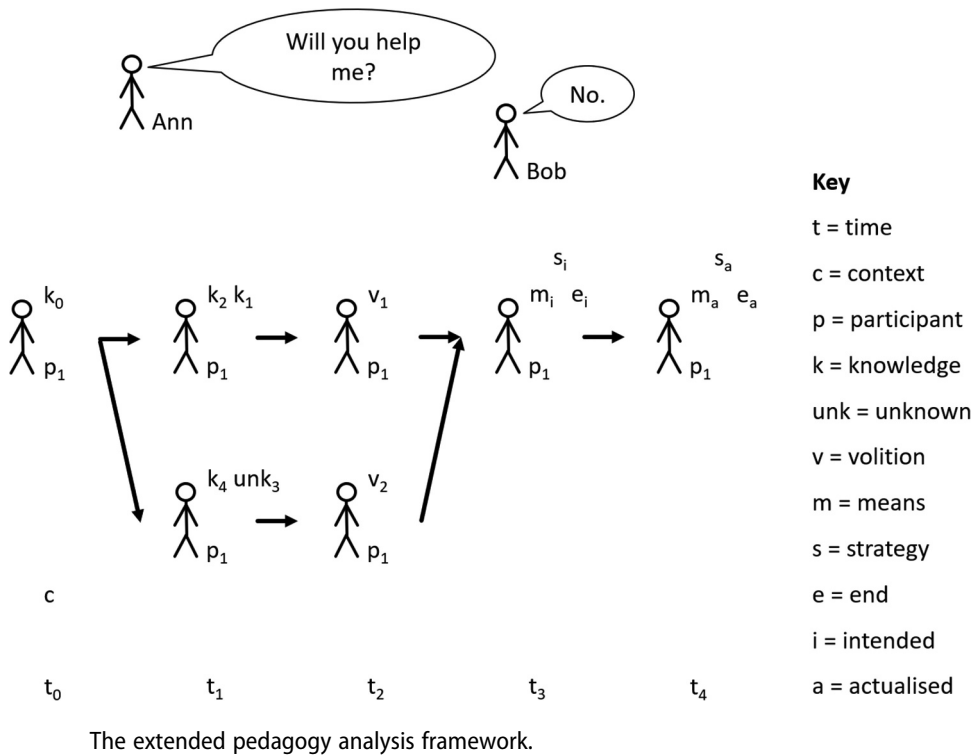 Will you help
me?
Ann
No.
Bob
Key
t = time
c = context
p = participant
k = knowledge
unk = unknown
v = volition
m = means
s = strategy
e = end
i = intended
a = actualised
sᵢ sₐ
k₀ k₂ k₁ v₁ mᵢ eᵢ mₐ eₐ
p₁ p₁ p₁ p₁ p₁
k₄ unk₃ v₂
p₁ p₁
c
t₀ t₁ t₂ t₃ t₄
The extended pedagogy analysis framework.